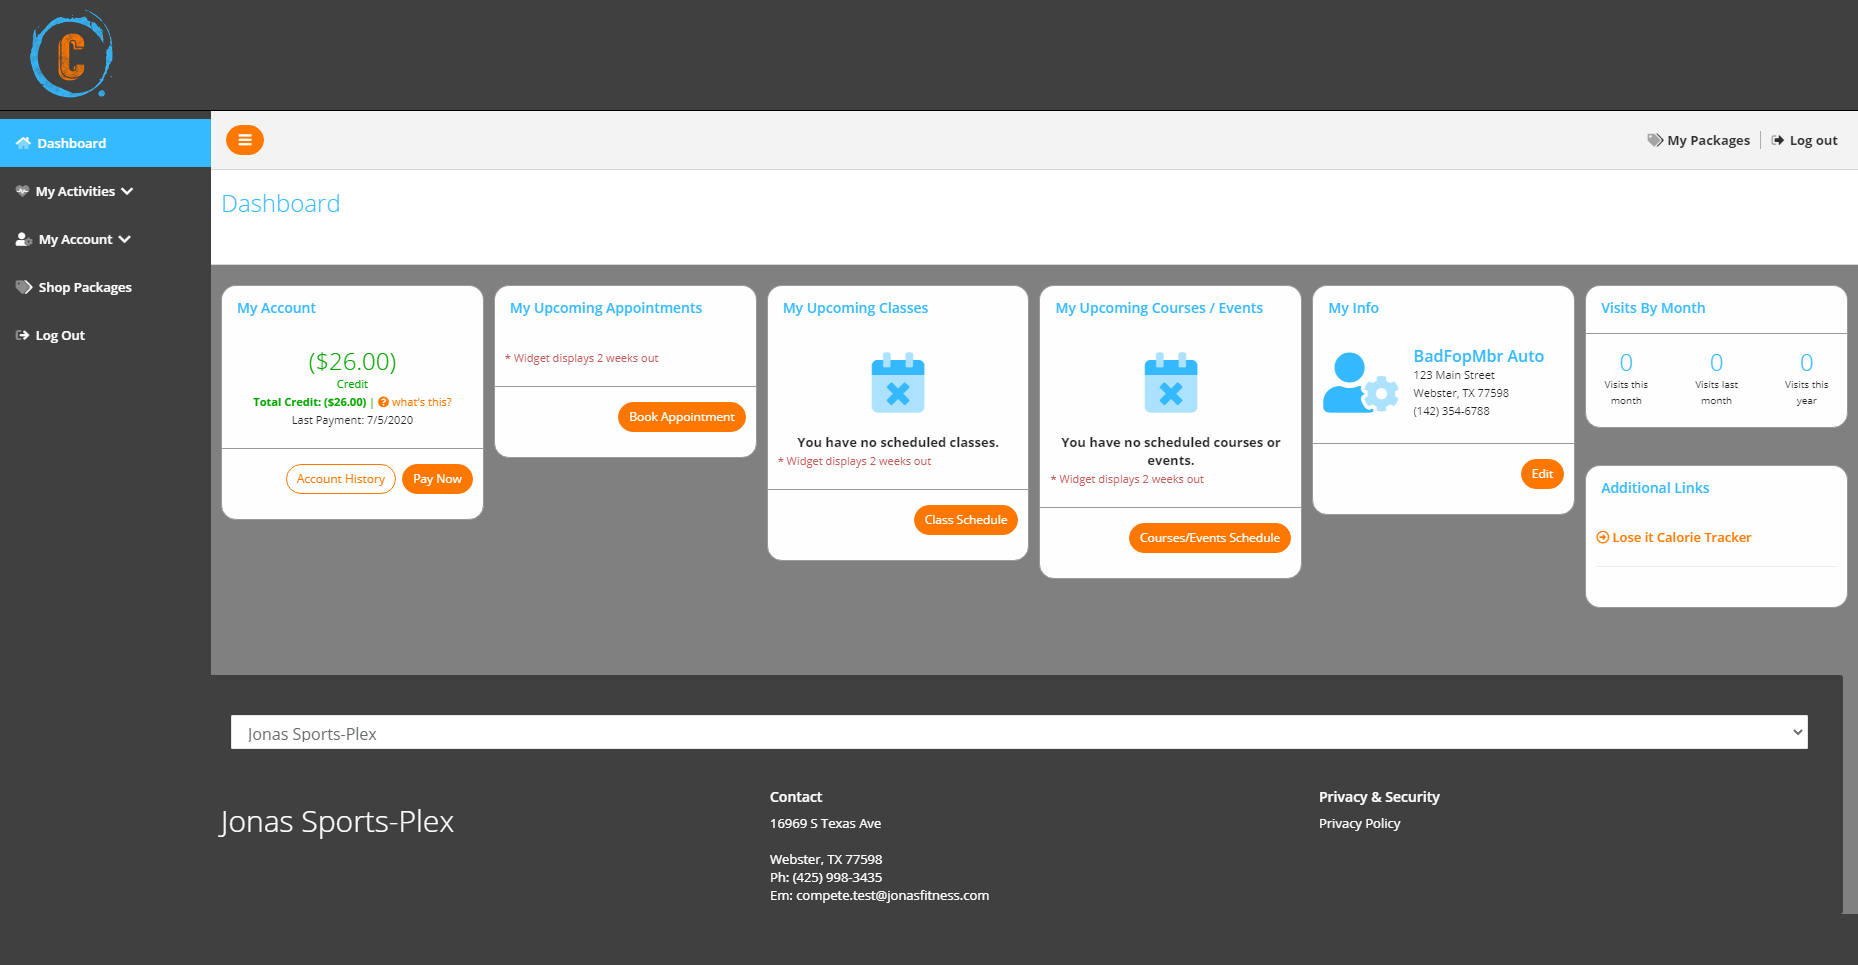 C
Dashboard
My Activities
My Account
Shop Packages
Log Out
My Packages
Log out
Dashboard
My Account
($26.00)
Credit
Total Credit: ($26.00) | what's this?
Last Payment: 7/5/2020
Account History
Pay Now
My Upcoming Appointments
* Widget displays 2 weeks out
Book Appointment
My Upcoming Classes
You have no scheduled classes.
* Widget displays 2 weeks out
Class Schedule
My Upcoming Courses / Events
You have no scheduled courses or
events.
* Widget displays 2 weeks out
Courses/Events Schedule
My Info
BadFopMbr Auto
123 Main Street
Webster, TX 77598
(142) 354-6788
Edit
Visits By Month
0
Visits this
month
0
Visits last
month
0
Visits this
year
Additional Links
Lose it Calorie Tracker
Jonas Sports-Plex
Jonas Sports-Plex
Contact
16969 S Texas Ave
Webster, TX 77598
Ph: (425) 998-3435
Em: compete.test@jonasfitness.com
Privacy & Security
Privacy Policy